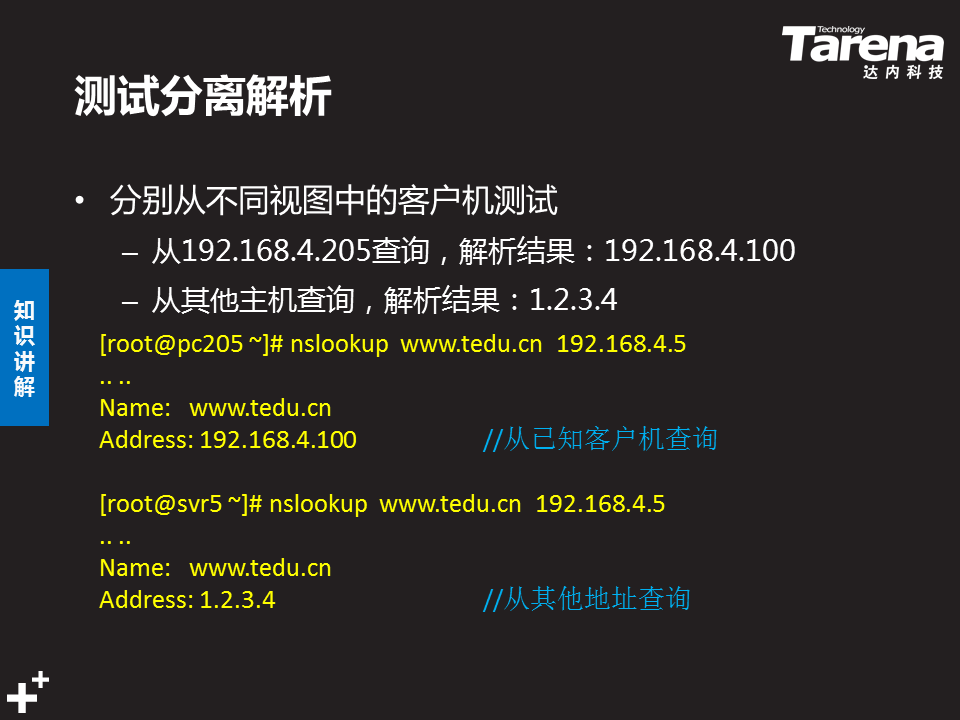 Technology
Tarena
达内科技
测试分离解析
• 分别从不同视图中的客户机测试
– 从192.168.4.205查询，解析结果：192.168.4.100
– 从其他主机查询，解析结果：1.2.3.4
知识讲解
[root@pc205 ~]# nslookup www.tedu.cn 192.168.4.5
.. ..
Name: www.tedu.cn
Address: 192.168.4.100 //从已知客户机查询
[root@svr5 ~]# nslookup www.tedu.cn 192.168.4.5
.. ..
Name: www.tedu.cn
Address: 1.2.3.4 //从其他地址查询